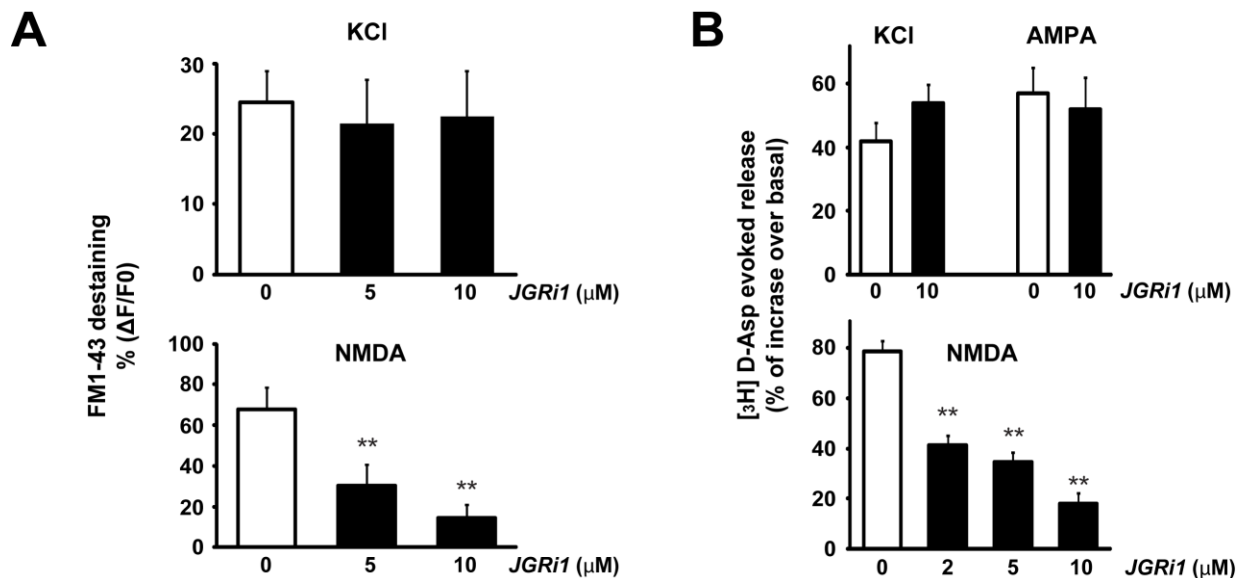 A
KCl
30
20
10
0
0 5 10 JGRi1 (μM)
NMDA
100
80
60
40
20
0
0 5 10 JGRi1 (μM)
** **
FM1-43 destaining
% (ΔF/F0)
B
KCl AMPA
60
40
20
0
0 10 0 10 JGRi1 (μM)
NMDA
80
60
40
20
0
0 2 5 10 JGRi1 (μM)
** ** **
[3H] D-Asp evoked release
(% of incrase over basal)